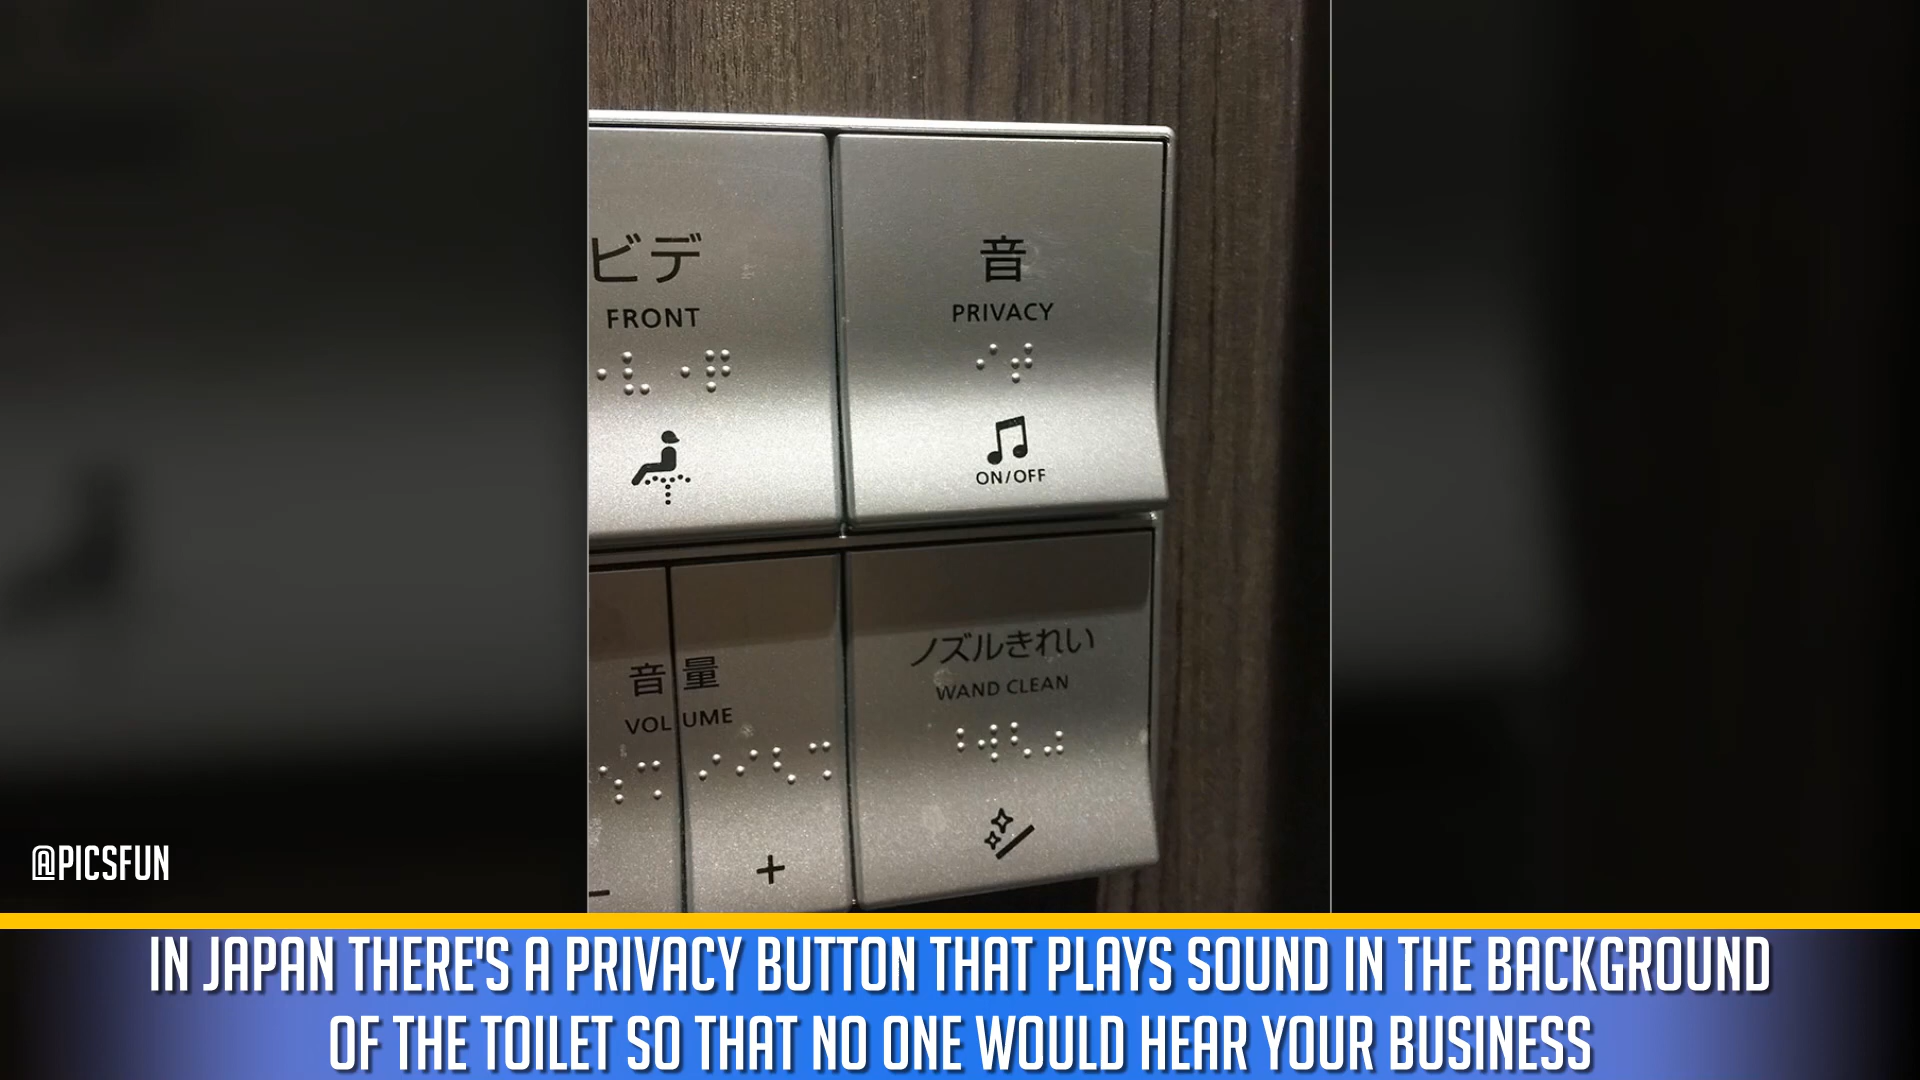 ビデ
FRONT
音
PRIVACY
ON/OFF
音量
VOLUME
－
+
ノズルきれい
WAND CLEAN
@PICSFUN
IN JAPAN THERE'S A PRIVACY BUTTON THAT PLAYS SOUND IN THE BACKGROUND
OF THE TOILET SO THAT NO ONE WOULD HEAR YOUR BUSINESS